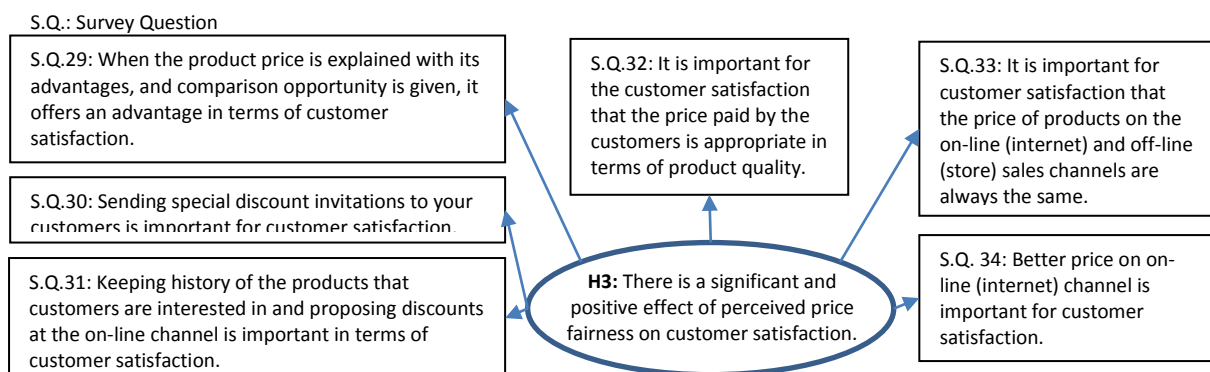 S.Q.: Survey Question
S.Q.29: When the product price is explained with its
advantages, and comparison opportunity is given, it
offers an advantage in terms of customer
satisfaction.
S.Q.30: Sending special discount invitations to your
customers is important for customer satisfaction.
S.Q.31: Keeping history of the products that
customers are interested in and proposing discounts
at the on-line channel is important in terms of
customer satisfaction.
S.Q.32: It is important for
the customer satisfaction
that the price paid by the
customers is appropriate in
terms of product quality.
H3: There is a significant and
positive effect of perceived price
fairness on customer satisfaction.
S.Q.33: It is important for
customer satisfaction that
the price of products on the
on-line (internet) and off-line
(store) sales channels are
always the same.
S.Q. 34: Better price on on-
line (internet) channel is
important for customer
satisfaction.